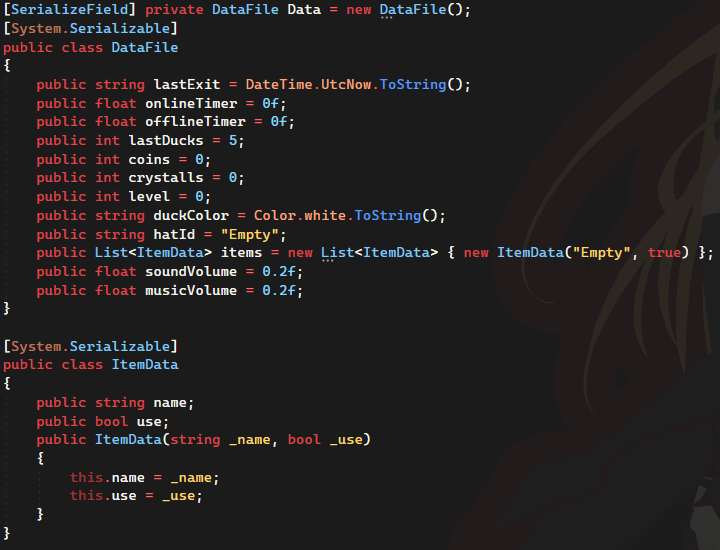 [SerializeField] private DataFile Data = new DataFile();
[System.Serializable]
public class DataFile
{
    public string lastExit = DateTime.UtcNow.ToString();
    public float onlineTimer = 0f;
    public float offlineTimer = 0f;
    public int lastDucks = 5;
    public int coins = 0;
    public int crystalls = 0;
    public int level = 0;
    public string duckColor = Color.white.ToString();
    public string hatId = "Empty";
    public List<ItemData> items = new List<ItemData> { new ItemData("Empty", true) };
    public float soundVolume = 0.2f;
    public float musicVolume = 0.2f;
}

[System.Serializable]
public class ItemData
{
    public string name;
    public bool use;
    public ItemData(string _name, bool _use)
    {
        this.name = _name;
        this.use = _use;
    }
}